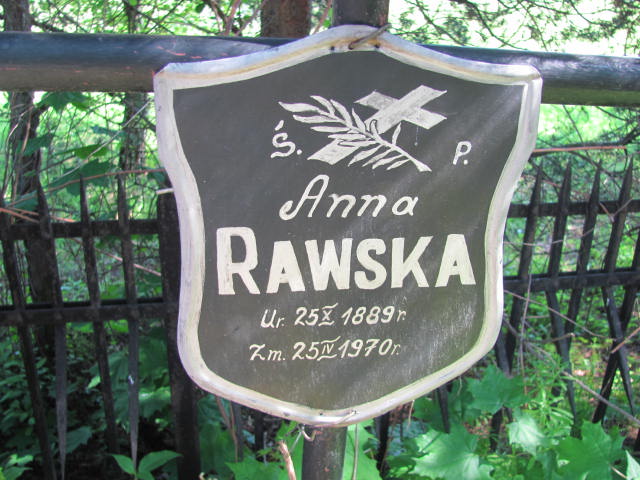 Ś. P.
Anna
RAWSKA
Ur. 25 X 1889 r.
Zm. 25 IV 1970 r.